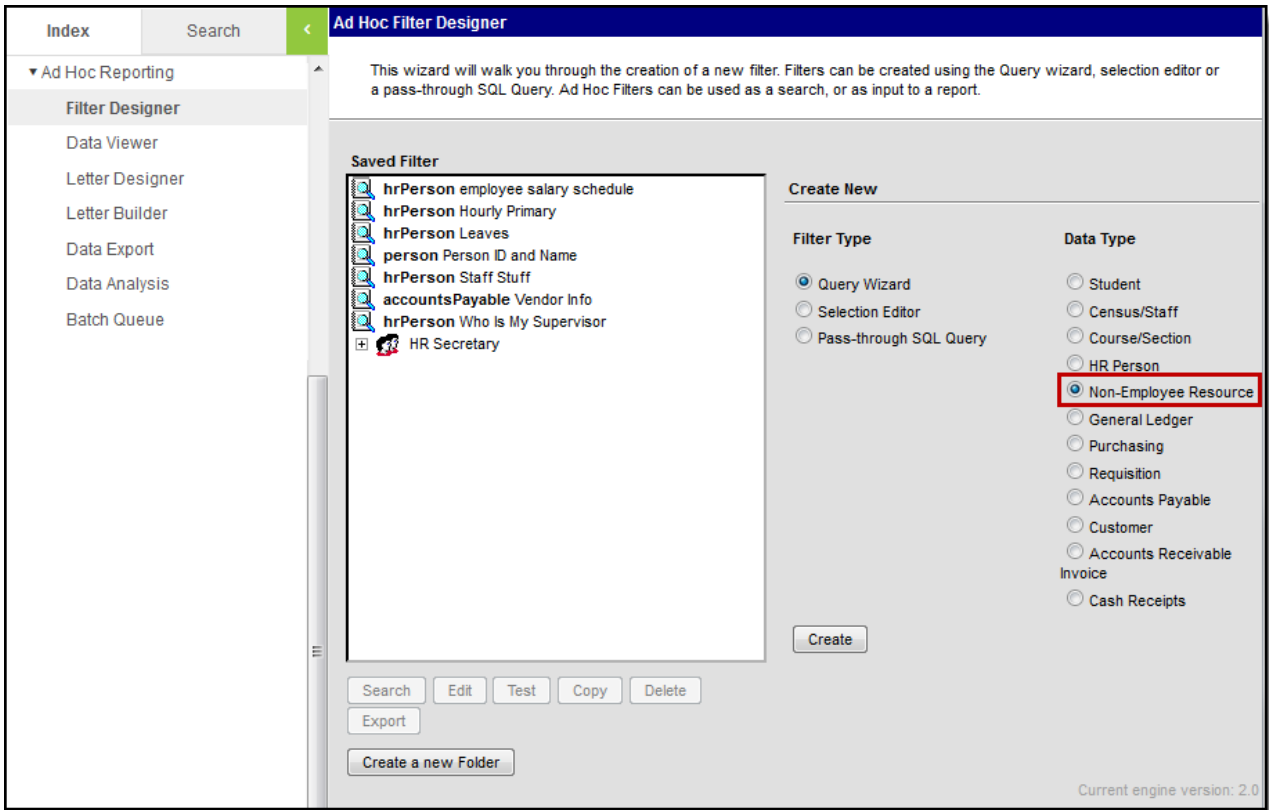 Index
Search
<
Ad Hoc Filter Designer
▾ Ad Hoc Reporting
Filter Designer
Data Viewer
Letter Designer
Letter Builder
Data Export
Data Analysis
Batch Queue
This wizard will walk you through the creation of a new filter. Filters can be created using the Query wizard, selection editor or
a pass-through SQL Query. Ad Hoc Filters can be used as a search, or as input to a report.
Saved Filter
hrPerson employee salary schedule
hrPerson Hourly Primary
hrPerson Leaves
person Person ID and Name
hrPerson Staff Stuff
accountsPayable Vendor Info
hrPerson Who Is My Supervisor
HR Secretary
Search
Edit
Test
Copy
Delete
Export
Create a new Folder
Create New
Filter Type
Query Wizard
Selection Editor
Pass-through SQL Query
Data Type
Student
Census/Staff
Course/Section
HR Person
Non-Employee Resource
General Ledger
Purchasing
Requisition
Accounts Payable
Customer
Accounts Receivable
Invoice
Cash Receipts
Create
Current engine version: 2.0